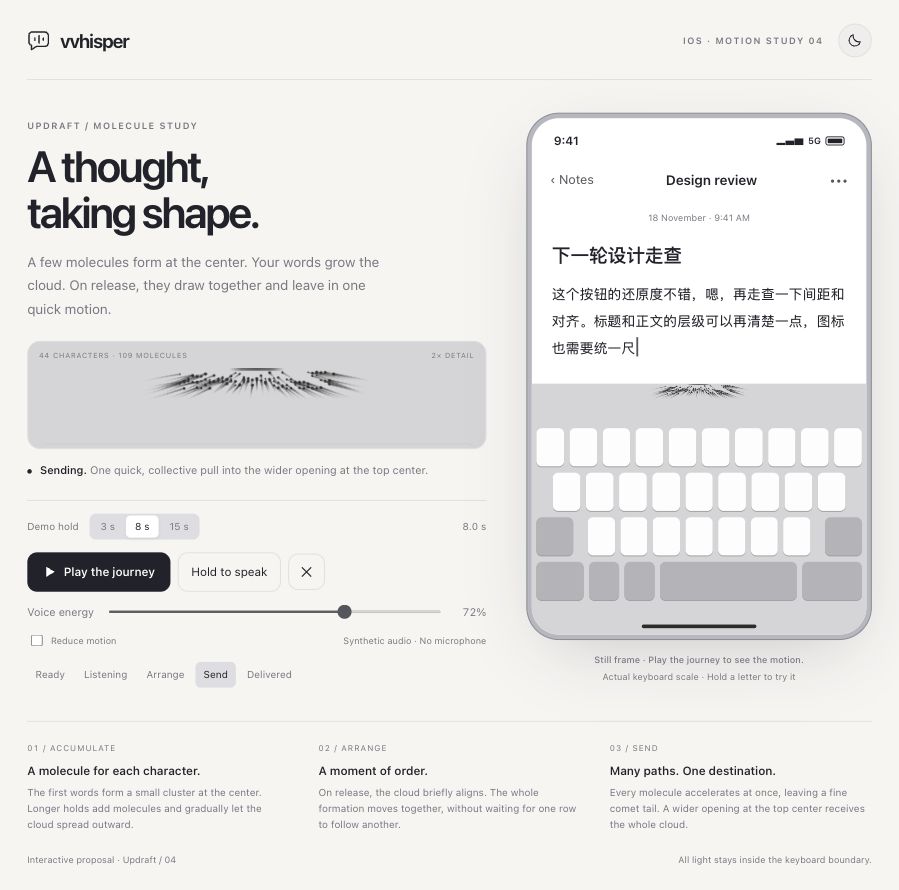 vvhisper
IOS · MOTION STUDY 04
UPDRAFT / MOLECULE STUDY
A thought,
taking shape.
A few molecules form at the center. Your words grow the
cloud. On release, they draw together and leave in one
quick motion.
44 CHARACTERS · 109 MOLECULES
2× DETAIL
Sending. One quick, collective pull into the wider opening at the top center.
Demo hold
3 s
8 s
15 s
8.0 s
Play the journey
Hold to speak
Voice energy
72%
Reduce motion
Synthetic audio · No microphone
Ready
Listening
Arrange
Send
Delivered
9:41
5G
‹ Notes
Design review
18 November · 9:41 AM
下一轮设计走查
这个按钮的还原度不错，嗯，再走查一下间距和
对齐。标题和正文的层级可以再清楚一点，图标
也需要统一尺
Still frame · Play the journey to see the motion.
Actual keyboard scale · Hold a letter to try it
01 / ACCUMULATE
A molecule for each character.
The first words form a small cluster at the center.
Longer holds add molecules and gradually let the
cloud spread outward.
02 / ARRANGE
A moment of order.
On release, the cloud briefly aligns. The whole
formation moves together, without waiting for one row
to follow another.
03 / SEND
Many paths. One destination.
Every molecule accelerates at once, leaving a fine
comet tail. A wider opening at the top center receives
the whole cloud.
Interactive proposal · Updraft / 04
All light stays inside the keyboard boundary.